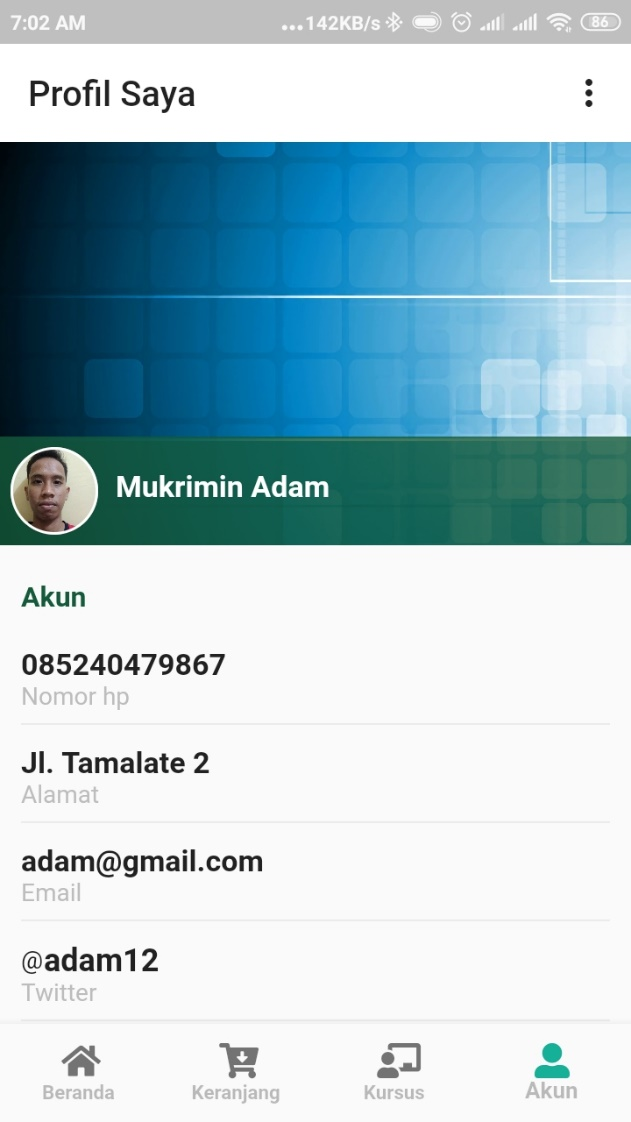 7:02 AM ...142KB/s 86
Profil Saya
Mukrimin Adam
Akun
085240479867
Nomor hp
Jl. Tamalate 2
Alamat
adam@gmail.com
Email
@adam12
Twitter
Beranda Keranjang Kursus Akun